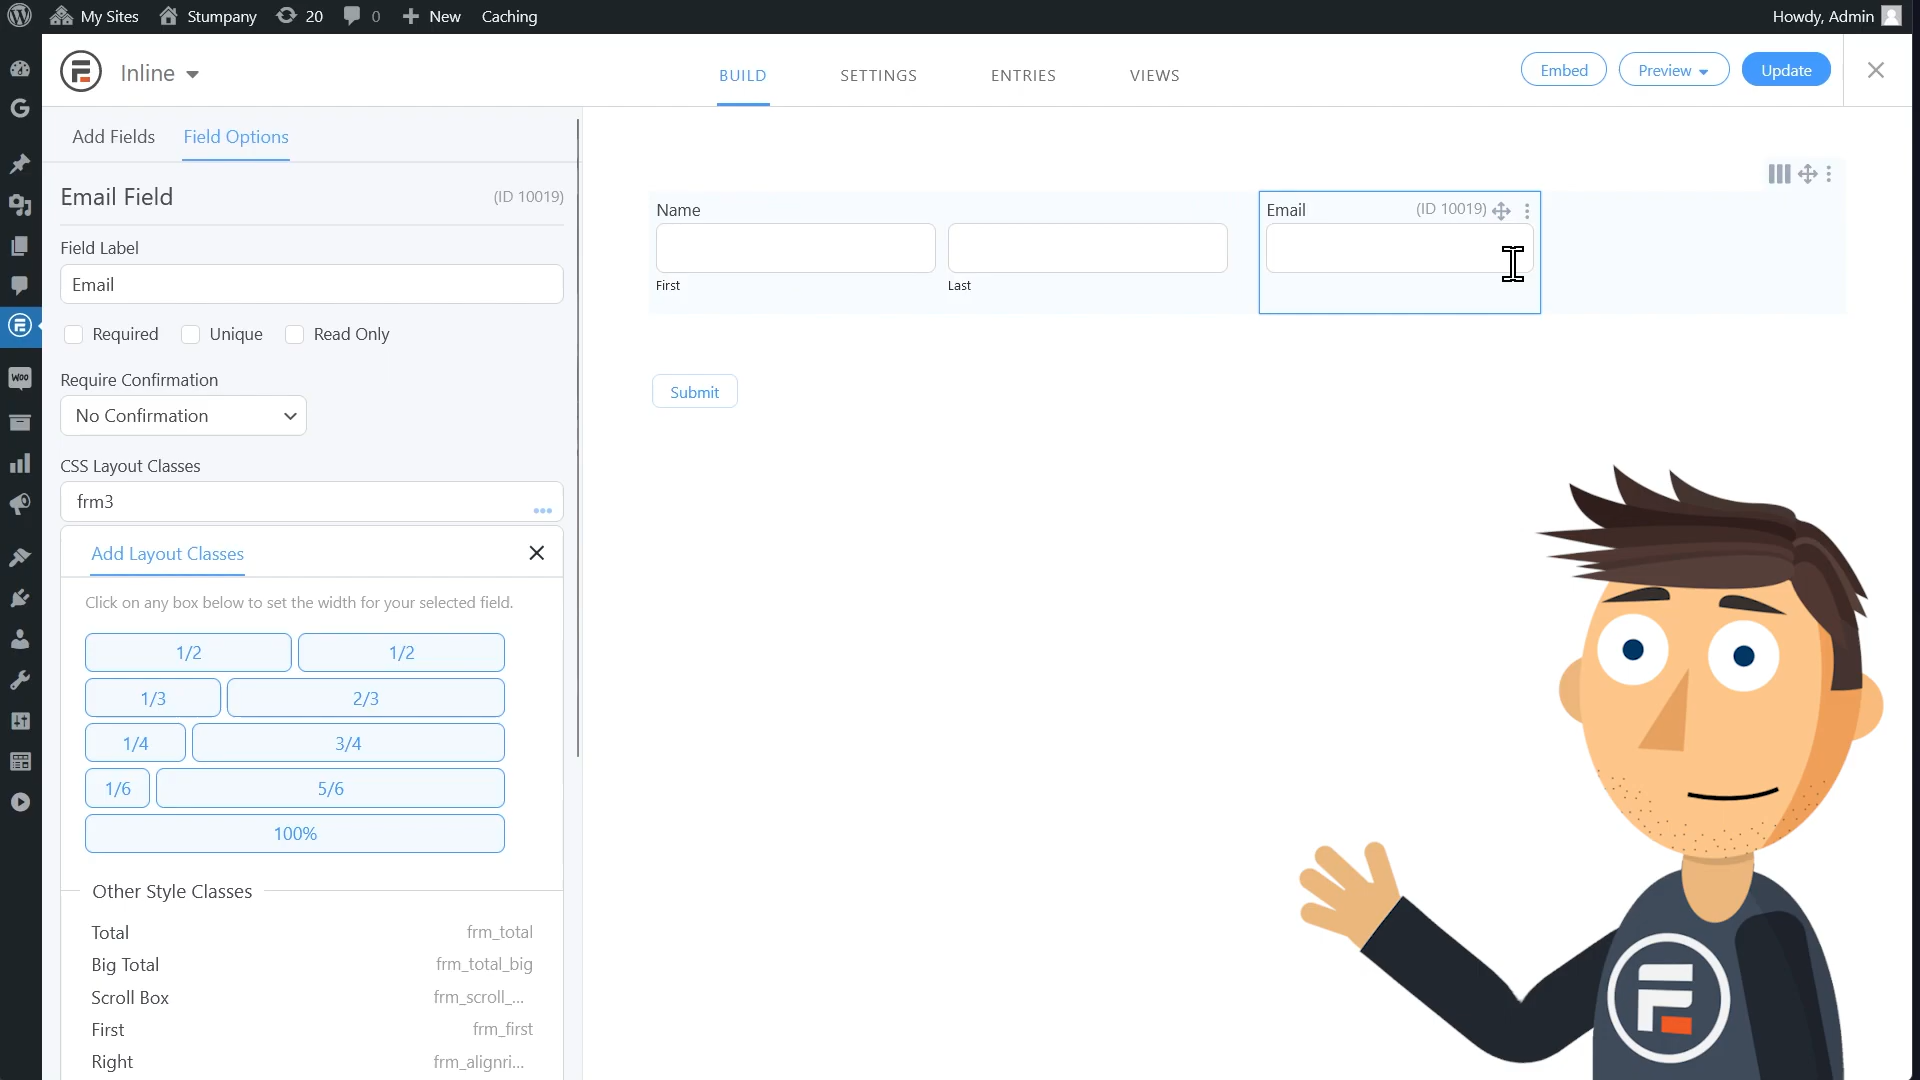 My Sites Stumpany 20 0 New Caching Howdy, Admin
Inline BUILD SETTINGS ENTRIES VIEWS Embed Preview Update
Add Fields Field Options
Email Field (ID 10019)
Field Label
Email
Required Unique Read Only
Require Confirmation
No Confirmation
CSS Layout Classes
frm3
Add Layout Classes
Click on any box below to set the width for your selected field.
1/2 1/2
1/3 2/3
1/4 3/4
1/6 5/6
100%
Other Style Classes
Total frm_total
Big Total frm_total_big
Scroll Box frm_scroll_...
First frm_first
Right frm_alignri...
Name Email (ID 10019)
First Last
Submit
WOO